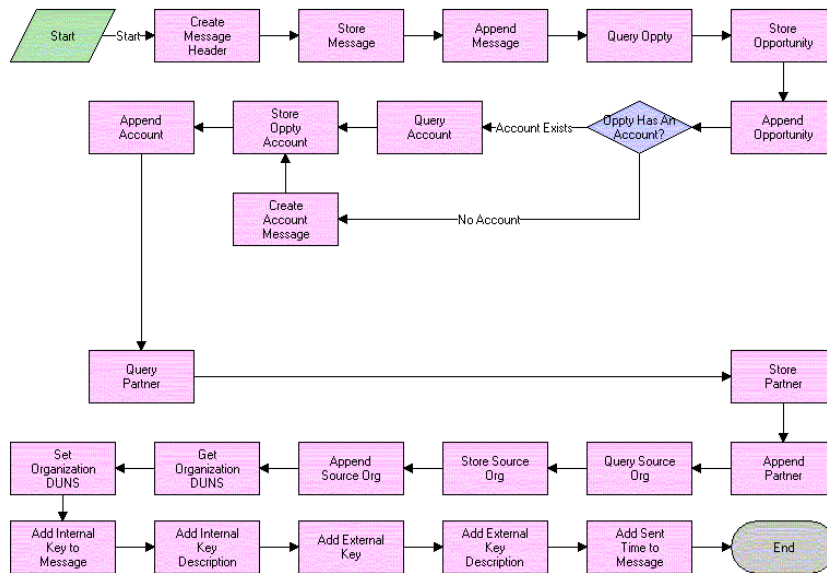 Start
Start
Create
Message
Header
Store
Message
Append
Message
Query Oppty
Store
Opportunity
Append
Account
Store
Oppty
Account
Query
Account
Account Exists
Oppty Has An
Account?
Append
Opportunity
Create
Account
Message
No Account
Query
Partner
Store
Partner
Set
Organization
DUNS
Get
Organization
DUNS
Append
Source Org
Store Source
Org
Query Source
Org
Append
Partner
Add Internal
Key to
Message
Add Internal
Key
Description
Add External
Key
Add External
Key
Description
Add Sent
Time to
Message
End